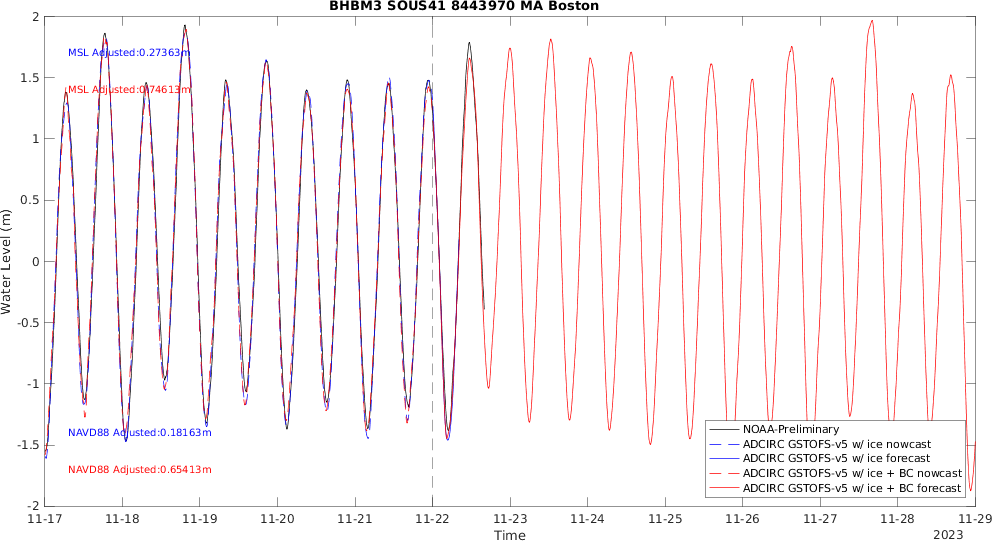 BHBM3 SOUS41 8443970 MA Boston
2
1.5
1
0.5
0
-0.5
-1
-1.5
-2
Water Level (m)
MSL Adjusted:0.27363m
MSL Adjusted:0.74613m
NAVD88 Adjusted:0.18163m
NAVD88 Adjusted:0.65413m
NOAA-Preliminary
ADCIRC GSTOFS-v5 w/ ice nowcast
ADCIRC GSTOFS-v5 w/ ice forecast
ADCIRC GSTOFS-v5 w/ ice + BC nowcast
ADCIRC GSTOFS-v5 w/ ice + BC forecast
11-17 11-18 11-19 11-20 11-21 11-22 11-23 11-24 11-25 11-26 11-27 11-28 11-29
Time
2023